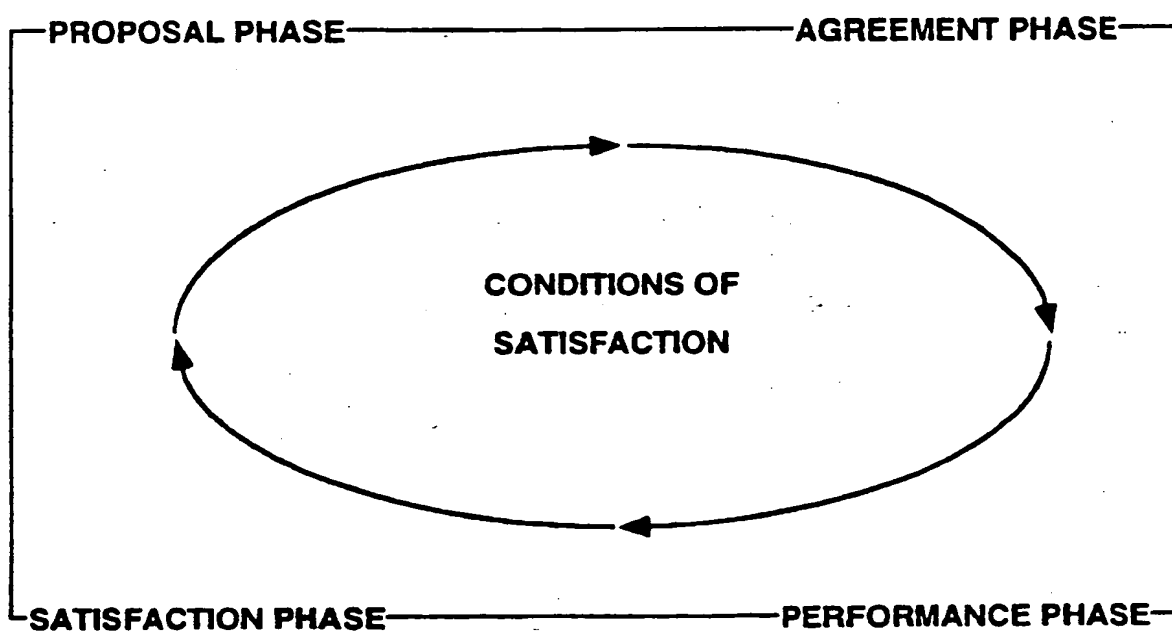 PROPOSAL PHASE
AGREEMENT PHASE
CONDITIONS OF
SATISFACTION
SATISFACTION PHASE
PERFORMANCE PHASE